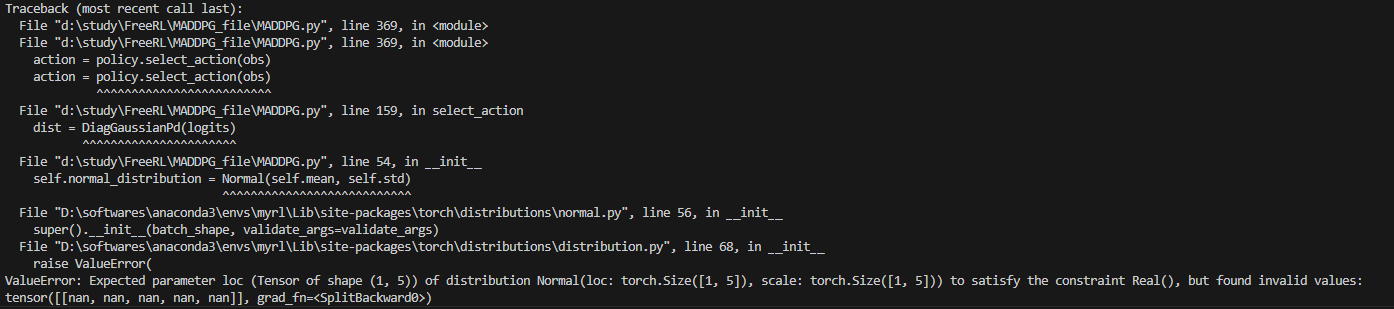 Traceback (most recent call last):
  File "d:\study\FreeRL\MADDPG_file\MADDPG.py", line 369, in <module>
  File "d:\study\FreeRL\MADDPG_file\MADDPG.py", line 369, in <module>
    action = policy.select_action(obs)
    action = policy.select_action(obs)
             ^^^^^^^^^^^^^^^^^^^^^^^^^
  File "d:\study\FreeRL\MADDPG_file\MADDPG.py", line 159, in select_action
    dist = DiagGaussianPd(logits)
           ^^^^^^^^^^^^^^^^^^^^^^
  File "d:\study\FreeRL\MADDPG_file\MADDPG.py", line 54, in __init__
    self.normal_distribution = Normal(self.mean, self.std)
                               ^^^^^^^^^^^^^^^^^^^^^^^^^^^
  File "D:\softwares\anaconda3\envs\myrl\Lib\site-packages\torch\distributions\normal.py", line 56, in __init__
    super().__init__(batch_shape, validate_args=validate_args)
  File "D:\softwares\anaconda3\envs\myrl\Lib\site-packages\torch\distributions\distribution.py", line 68, in __init__
    raise ValueError(
ValueError: Expected parameter loc (Tensor of shape (1, 5)) of distribution Normal(loc: torch.Size([1, 5]), scale: torch.Size([1, 5])) to satisfy the constraint Real(), but found invalid values:
tensor([[nan, nan, nan, nan, nan]], grad_fn=<SplitBackward0>)